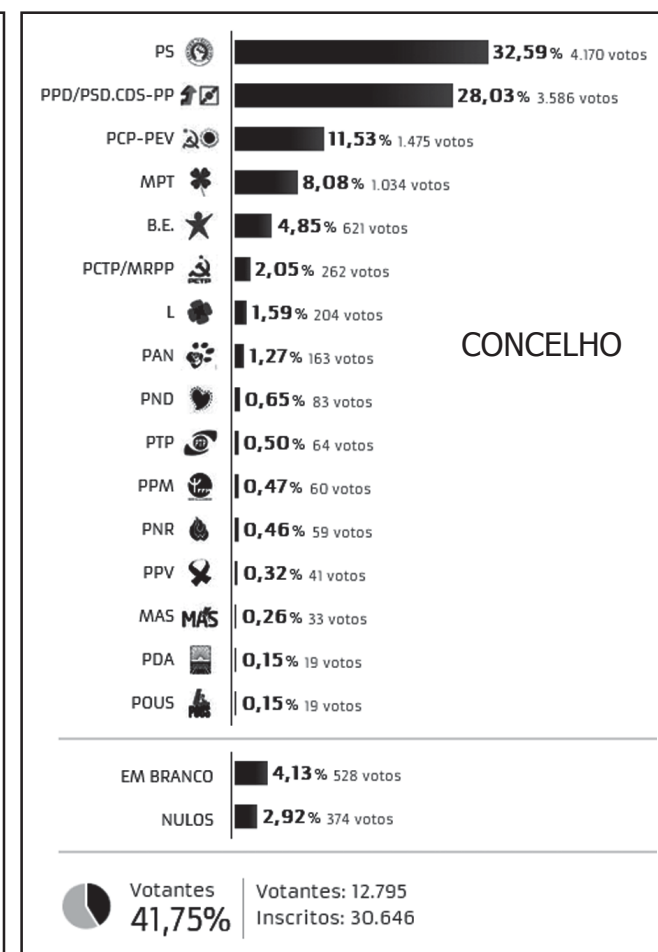 PS 32,59% 4.170 votos
PPD/PSD.CDS-PP 28,03% 3.586 votos
PCP-PEV 11,53% 1.475 votos
MPT 8,08% 1.034 votos
B.E. 4,85% 621 votos
PCTP/MRPP PCTP 2,05% 262 votos
L 1,59% 204 votos
CONCELHO
PAN 1,27% 163 votos
PND 0,65% 83 votos
PTP PTP 0,50% 64 votos
PPM 0,47% 60 votos
PNR 0,46% 59 votos
PPV 0,32% 41 votos
MAS MAS 0,26% 33 votos
PDA 0,15% 19 votos
POUS POUS 0,15% 19 votos
EM BRANCO 4,13% 528 votos
NULOS 2,92% 374 votos
Votantes
41,75%
Votantes: 12.795
Inscritos: 30.646